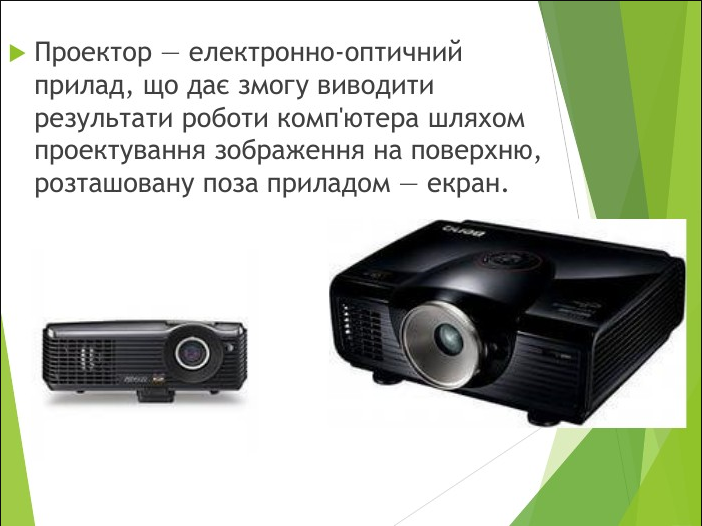 Проектор — електронно-оптичний
прилад, що дає змогу виводити
результати роботи комп'ютера шляхом
проектування зображення на поверхню,
розташовану поза приладом — екран.
BenQ